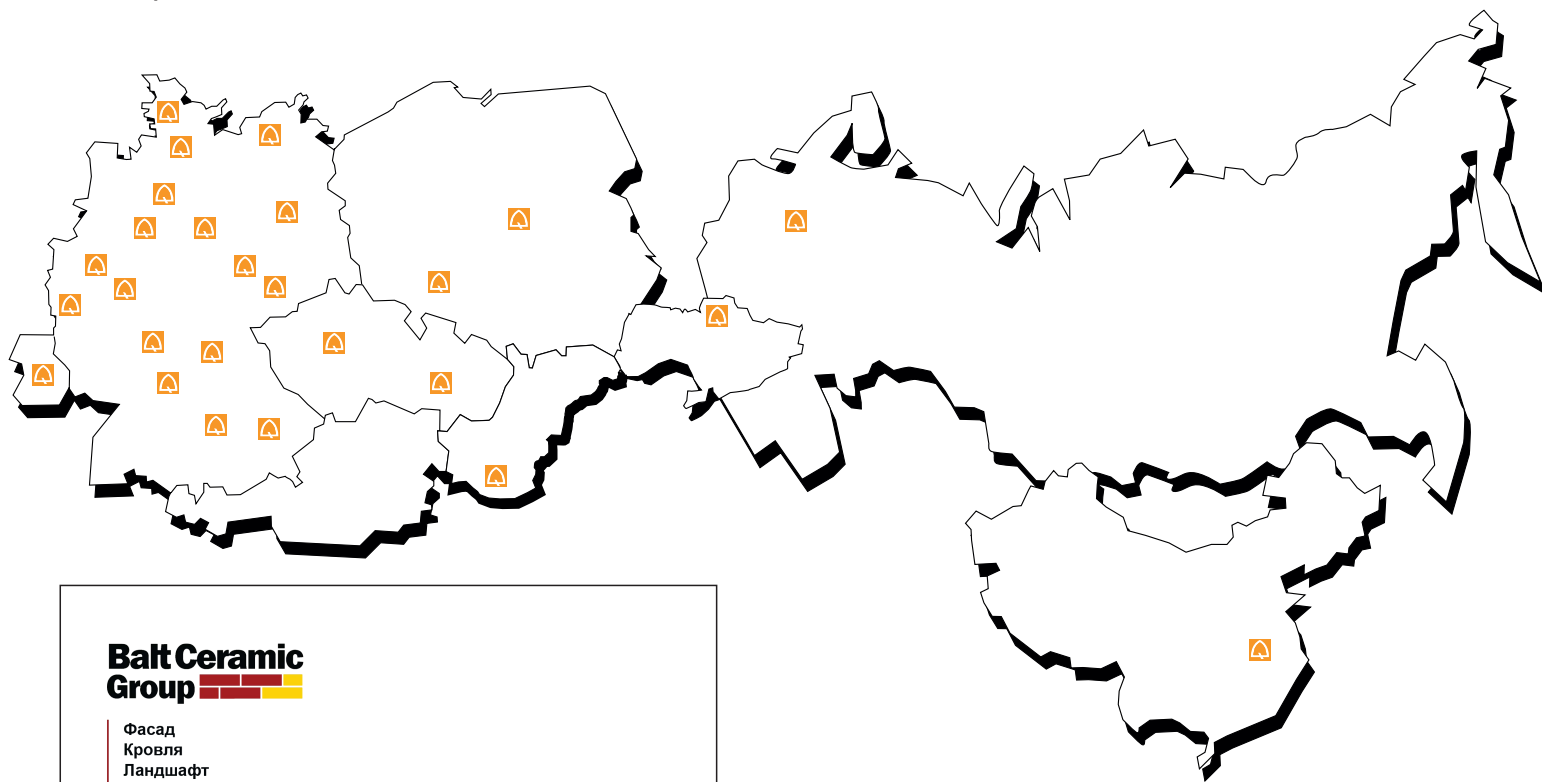 Balt Ceramic
Group
Фасад
Кровля
Ландшафт